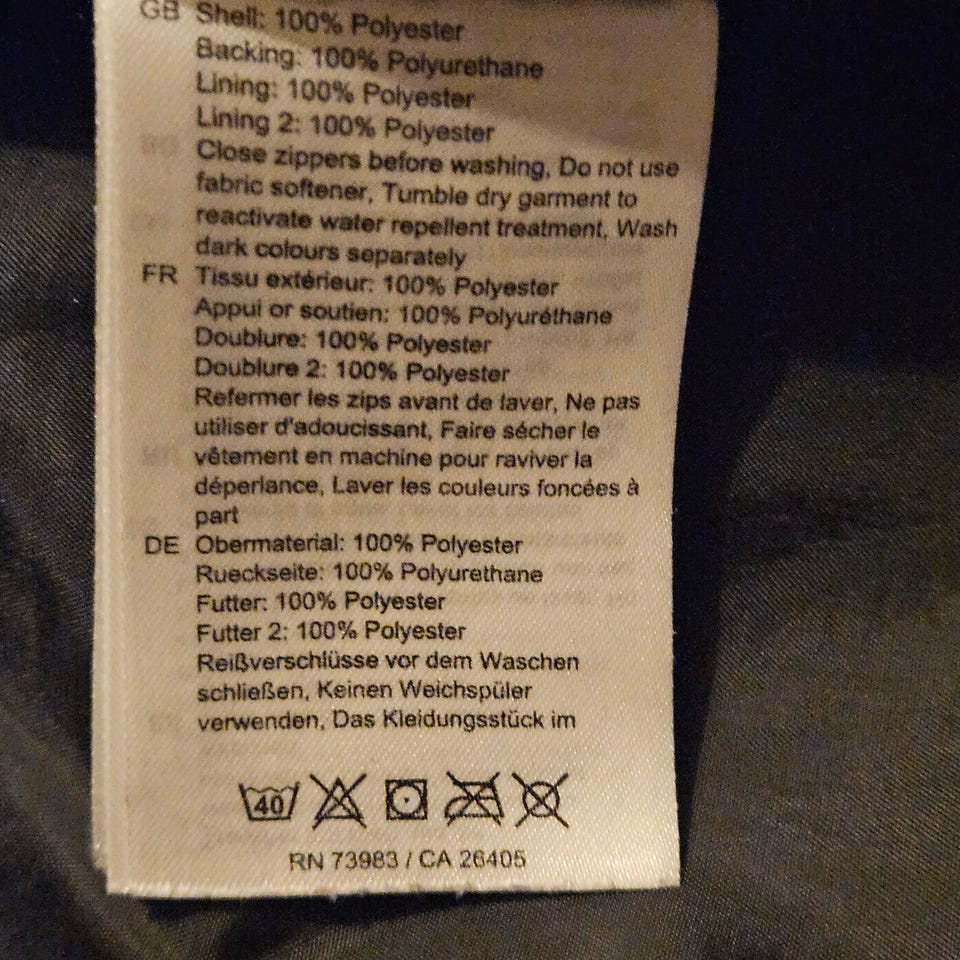 GB Shell: 100% Polyester
Backing: 100% Polyurethane
Lining: 100% Polyester
Lining 2: 100% Polyester
Close zippers before washing, Do not use
fabric softener, Tumble dry garment to
reactivate water repellent treatment, Wash
dark colours separately
FR Tissu extérieur: 100% Polyester
Appui or soutien: 100% Polyuréthane
Doublure: 100% Polyester
Doublure 2: 100% Polyester
Refermer les zips avant de laver, Ne pas
utiliser d'adoucissant, Faire sécher le
vêtement en machine pour raviver la
déperlance, Laver les couleurs foncées à
part
DE Obermaterial: 100% Polyester
Rueckseite: 100% Polyurethane
Futter: 100% Polyester
Futter 2: 100% Polyester
Reißverschlüsse vor dem Waschen
schließen, Keinen Weichspüler
verwenden, Das Kleidungsstück im
40
RN 73983 / CA 26405